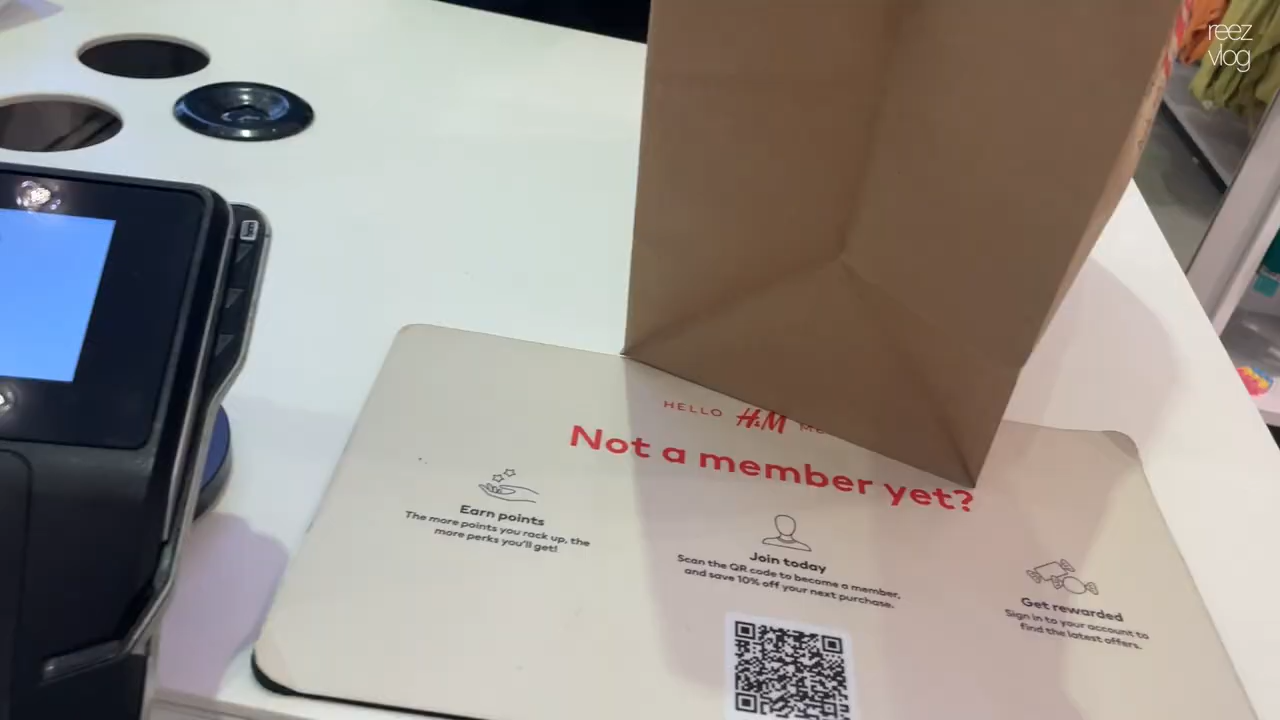 reez
vlog
HELLO H&M
Not a member yet?
Earn points
The more points you rack up, the
more perks you'll get!
Join today
Scan the QR code to become a member,
and save 10% off your next purchase.
Get rewarded
Sign in to your account to
find the latest offers.